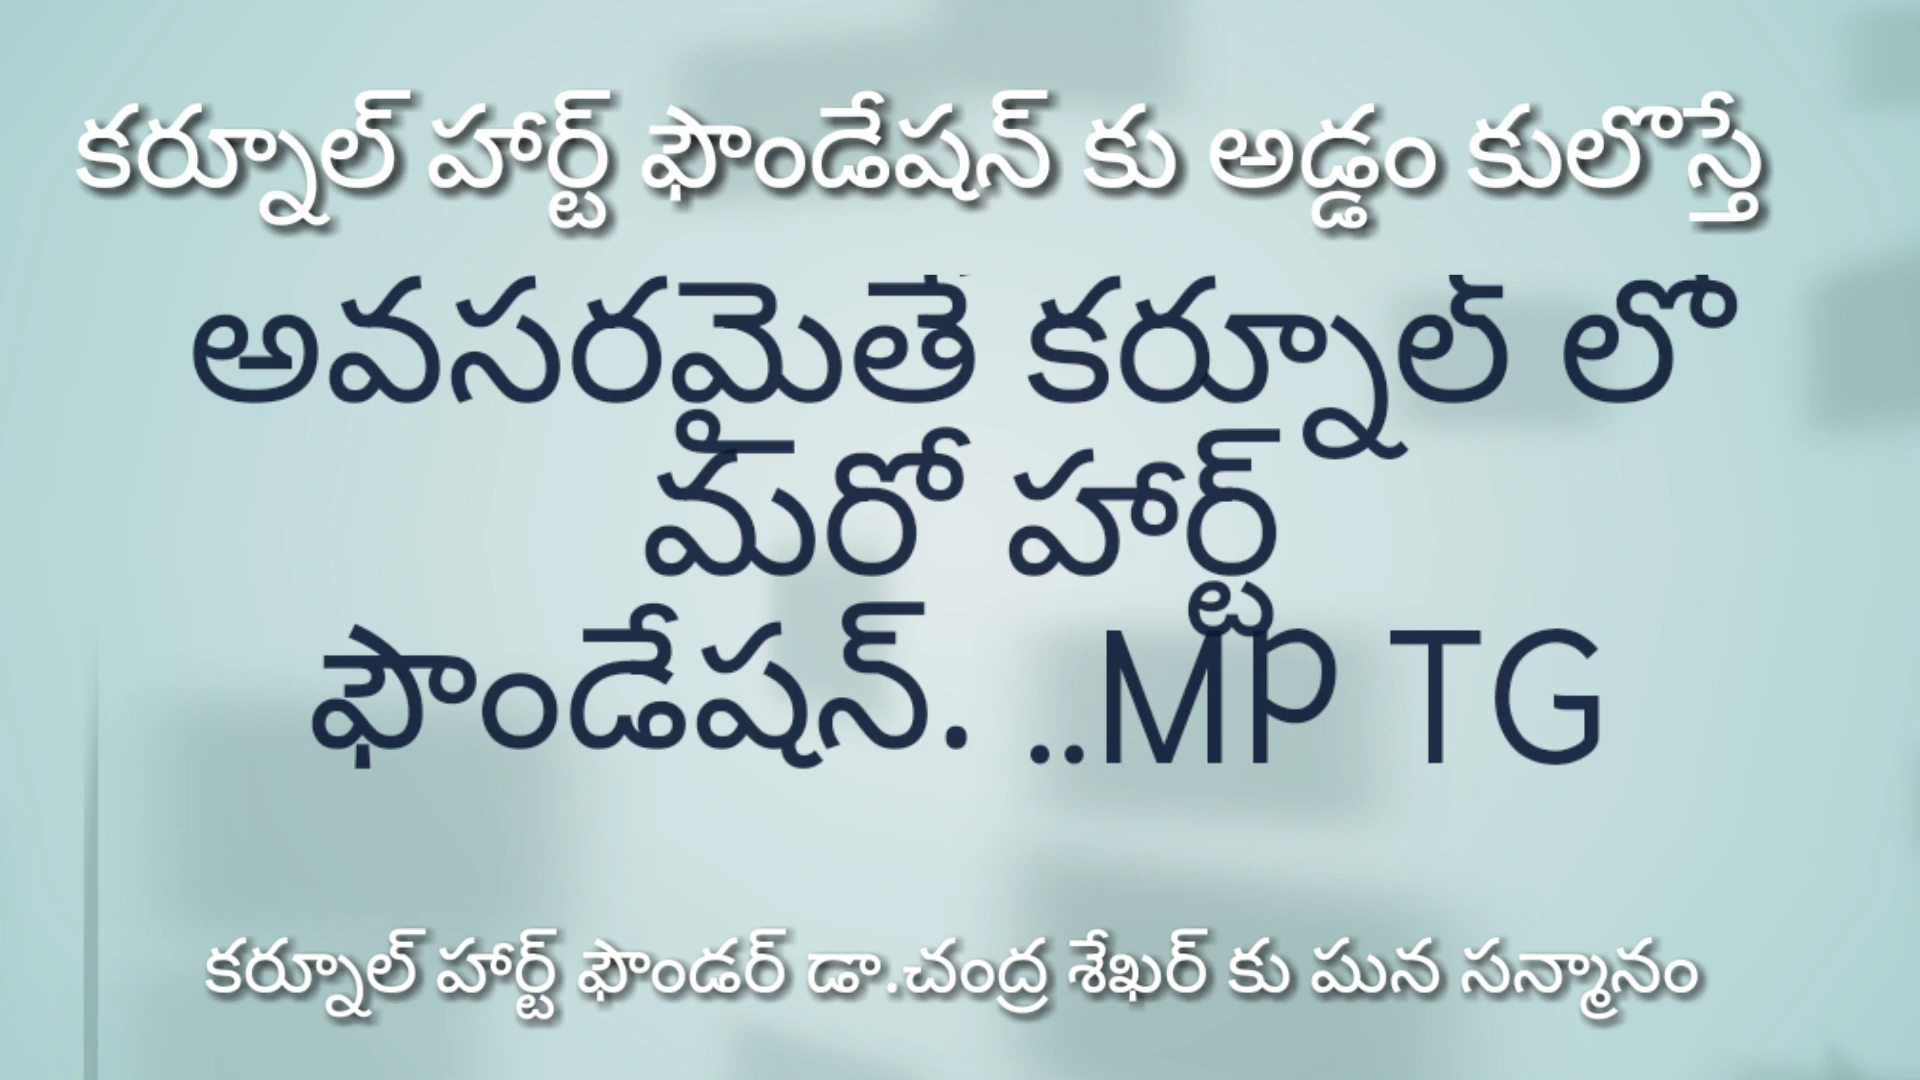 కర్నూల్ హార్ట్ ఫౌండేషన్ కు అడ్డం కులొస్తే
అవసరమైతే కర్నూల్ లో
మరో హార్ట్
ఫౌండేషన్. ..MP TG
కర్నూల్ హార్ట్ ఫౌండర్ డా.చంద్ర శేఖర్ కు ఘన సన్మానం